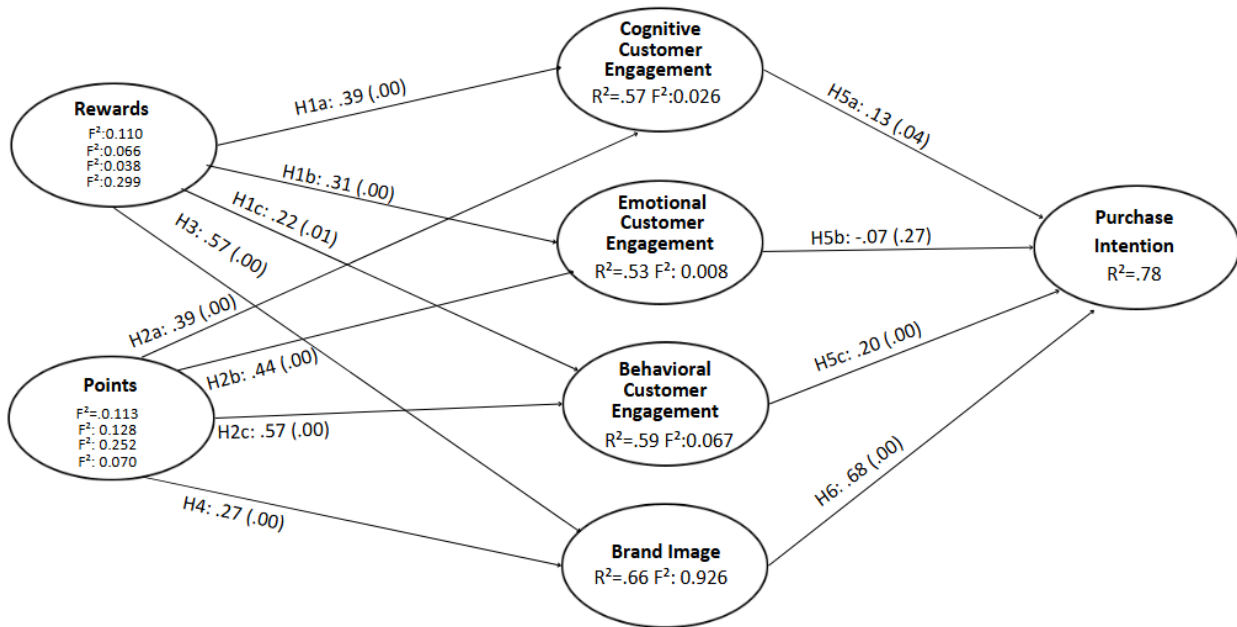 Cognitive
Customer
Engagement
R²=.57 F²:0.026
Rewards
F²:0.110
F²:0.066
F²:0.038
F²:0.299
H1a: .39 (.00)
H5a: .13 (.04)
H1b: .31 (.00)
H1c: .22 (.01)
H3: .57 (.00)
Emotional
Customer
Engagement
R²=.53 F²: 0.008
H5b: -.07 (.27)
Purchase
Intention
R²=.78
H2a: .39 (.00)
H2b: .44 (.00)
Points
F²=.0.113
F²: 0.128
F²: 0.252
F²: 0.070
H2c: .57 (.00)
Behavioral
Customer
Engagement
R²=.59 F²:0.067
H5c: .20 (.00)
H4: .27 (.00)
H6: .68 (.00)
Brand Image
R²=.66 F²: 0.926